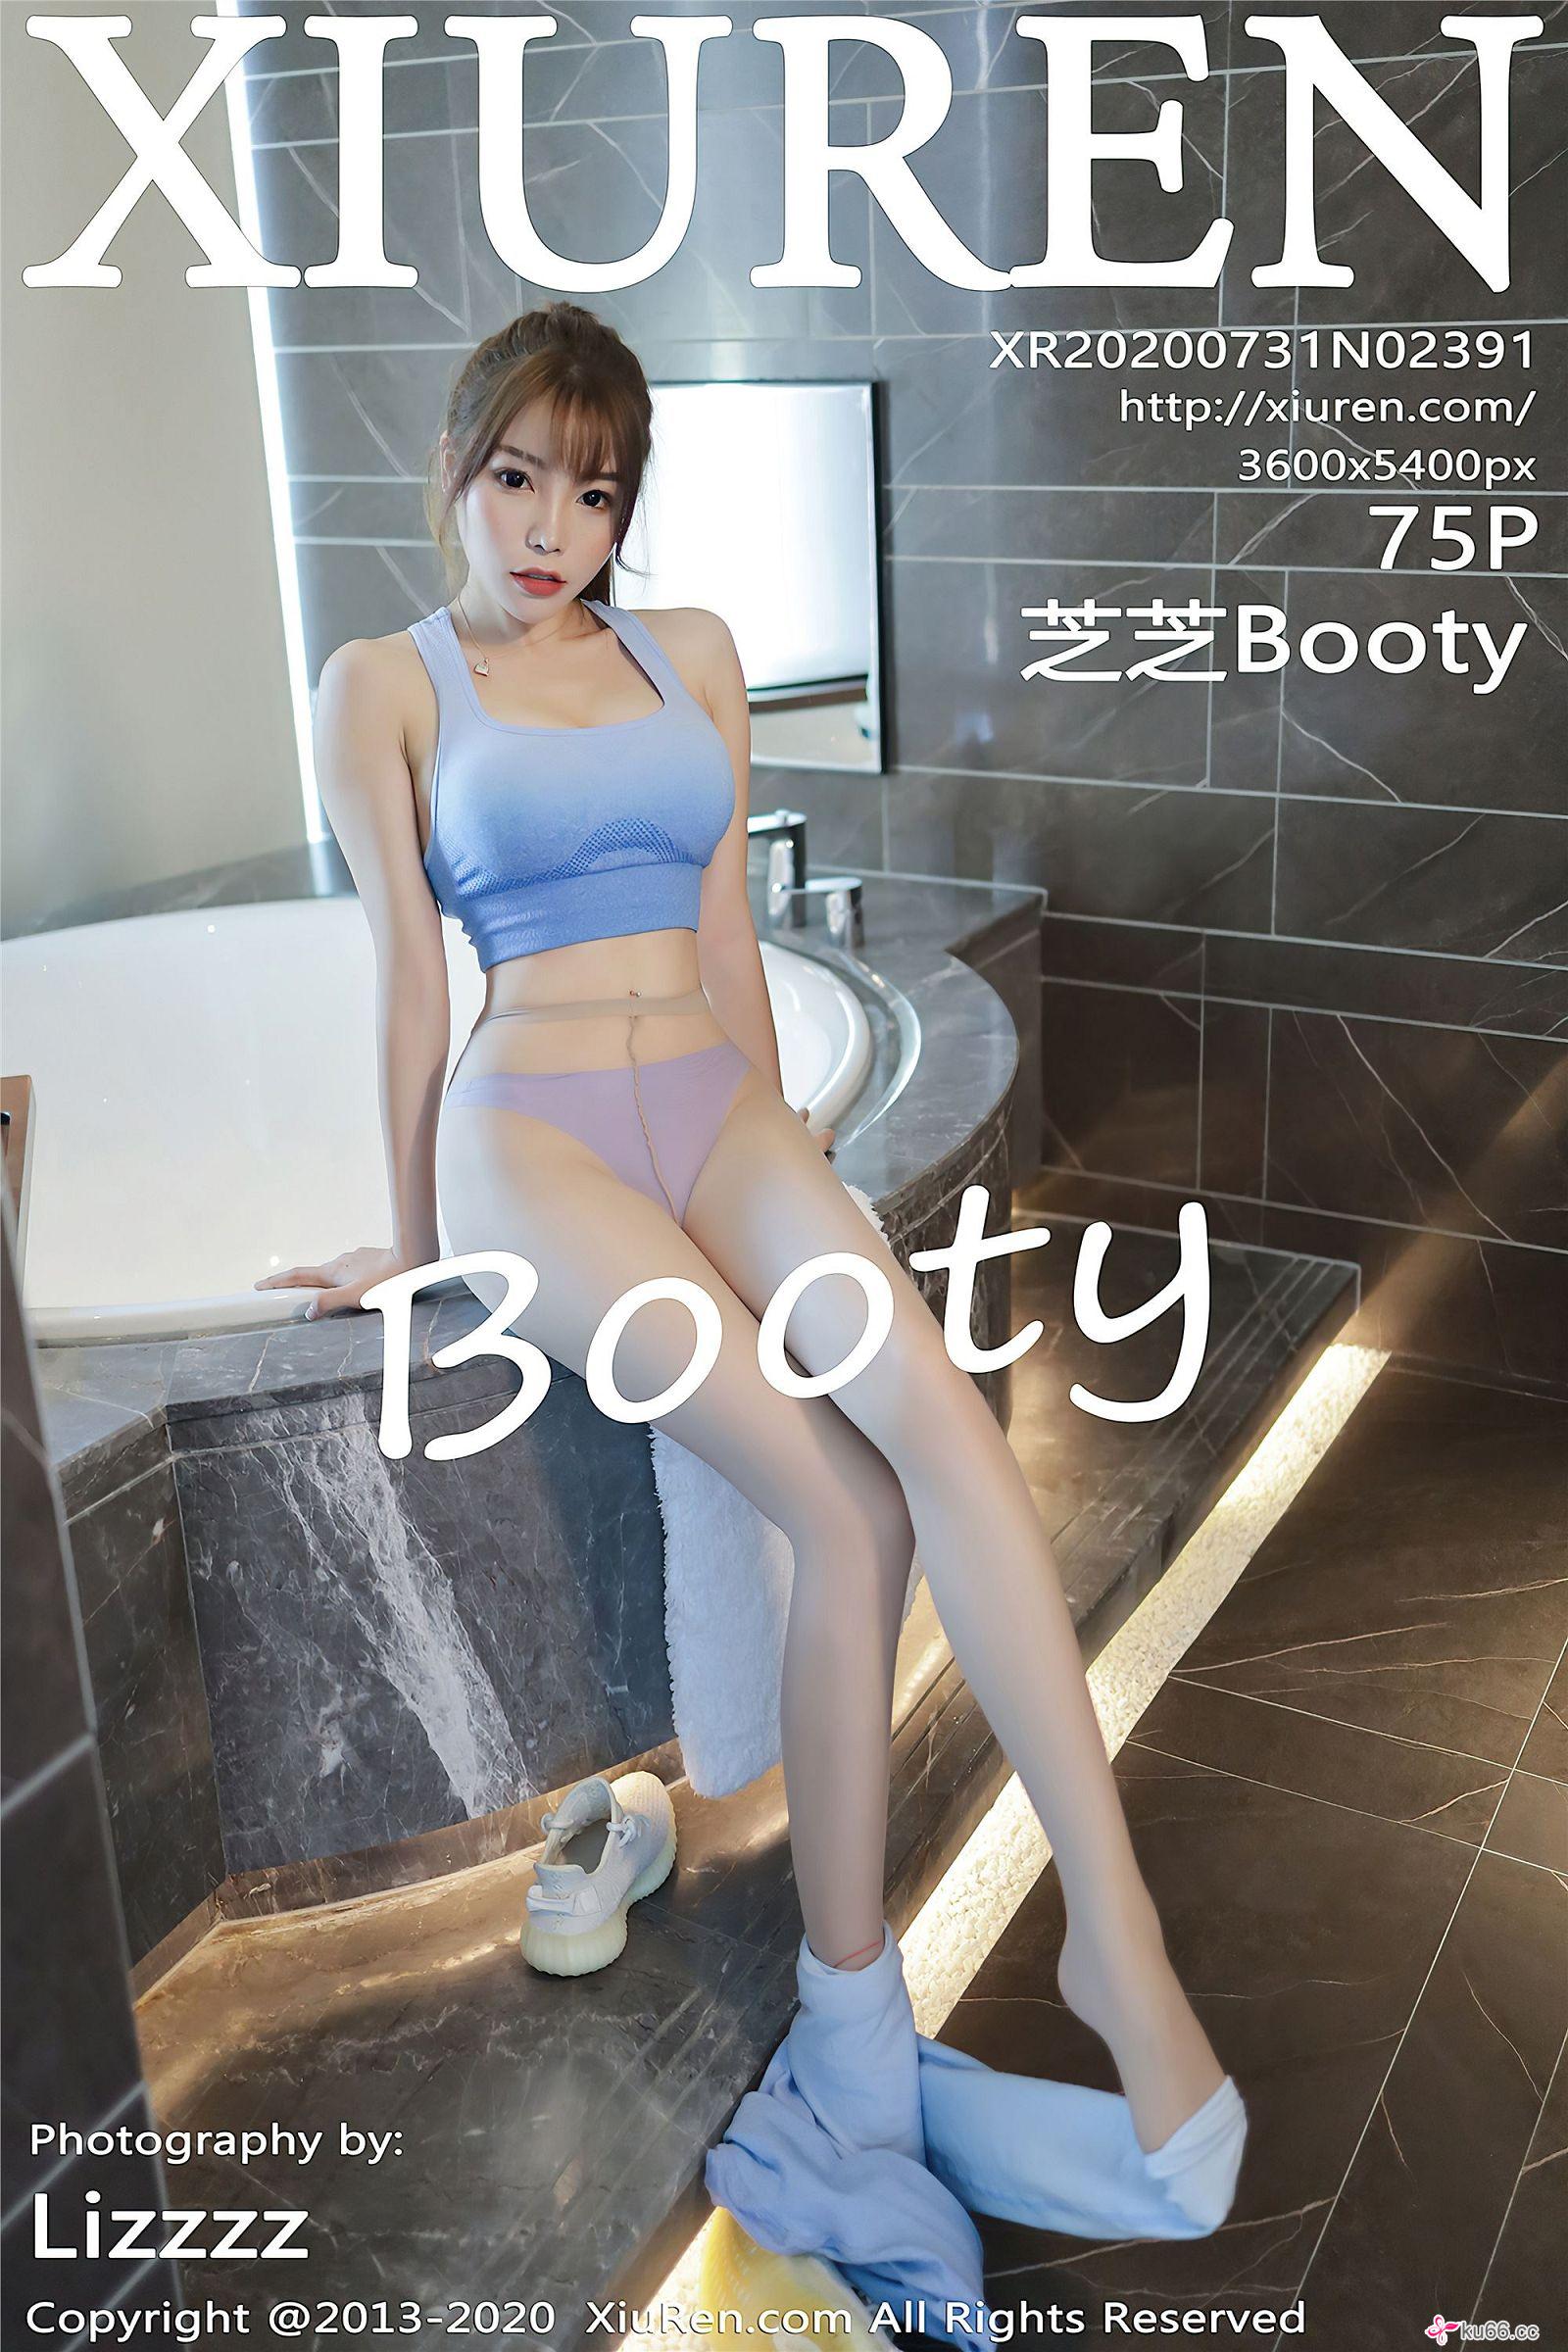 XIUREN
XR20200731N02391
http://xiuren.com/
3600x5400px
75P
芝芝Booty
Booty
Photography by:
Lizzzz
Copyright @2013-2020 XiuRen.com All Rights Reserved
ku66.cc